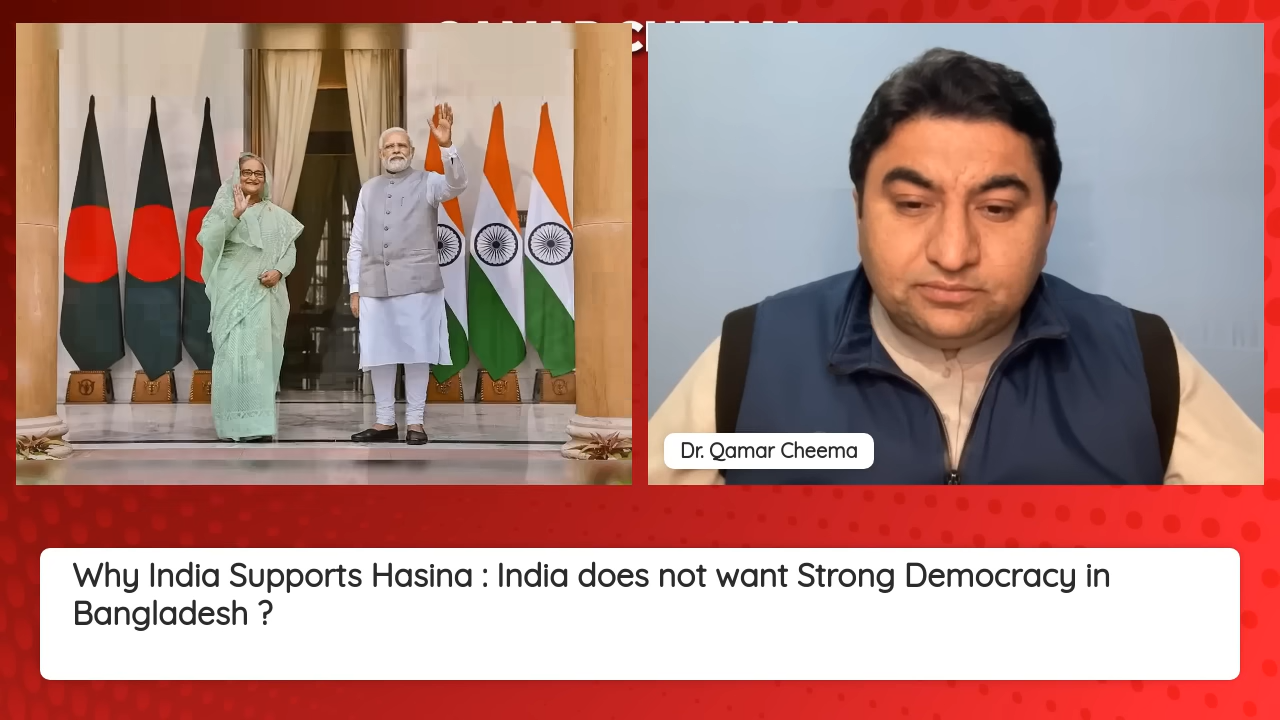 Dr. Qamar Cheema
Why India Supports Hasina : India does not want Strong Democracy in
Bangladesh ?